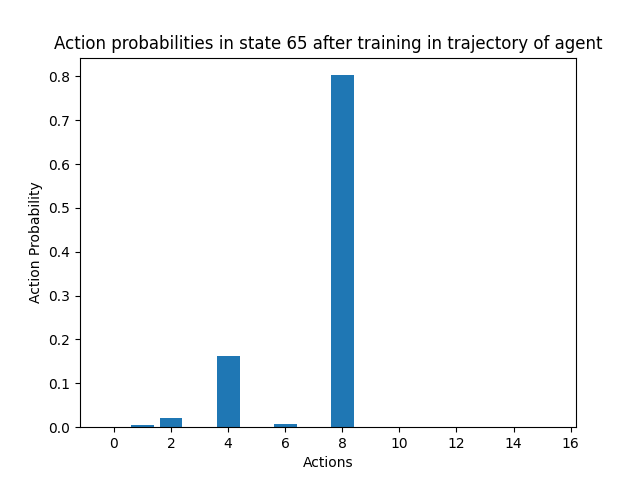 Action probabilities in state 65 after training in trajectory of agent
0.8
0.7
0.6
0.5
0.4
0.3
0.2
0.1
0.0
Action Probability
0 2 4 6 8 10 12 14 16
Actions